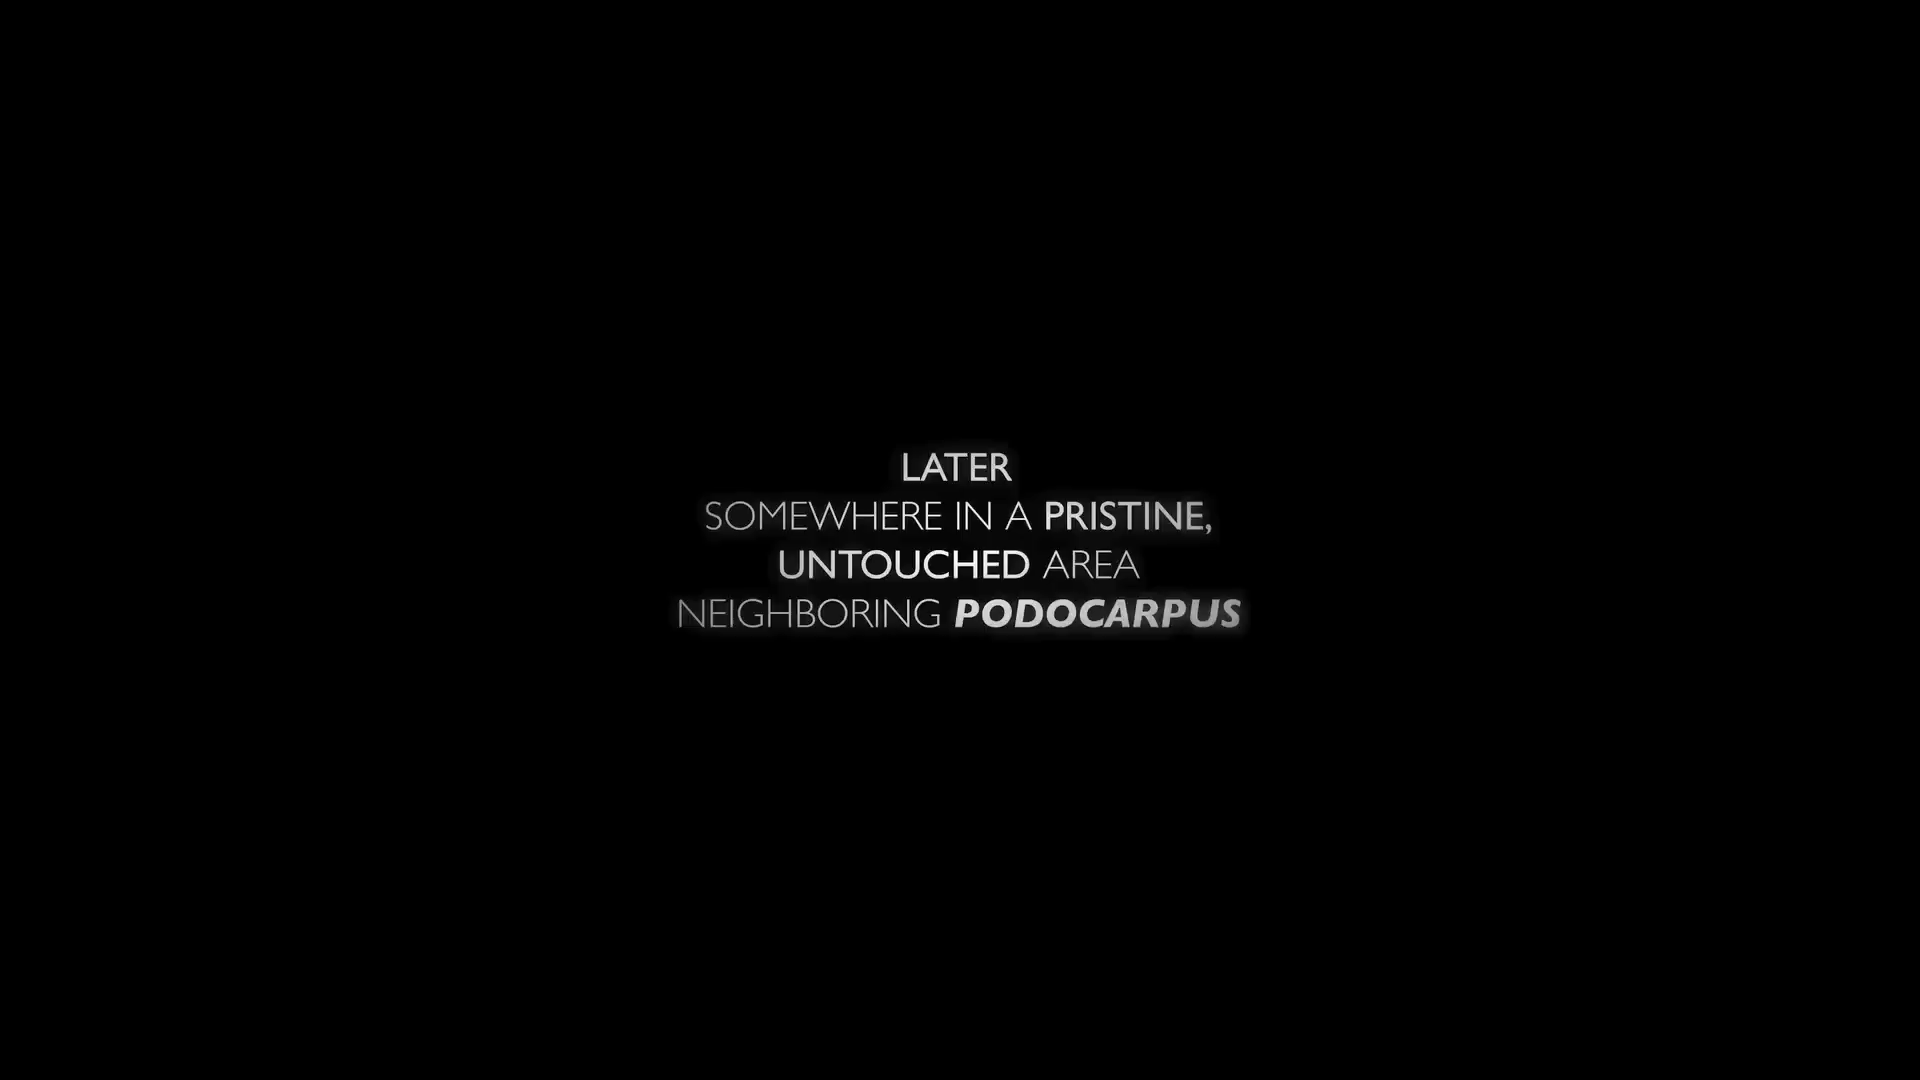 LATER
SOMEWHERE IN A PRISTINE,
UNTOUCHED AREA
NEIGHBORING PODOCARPUS